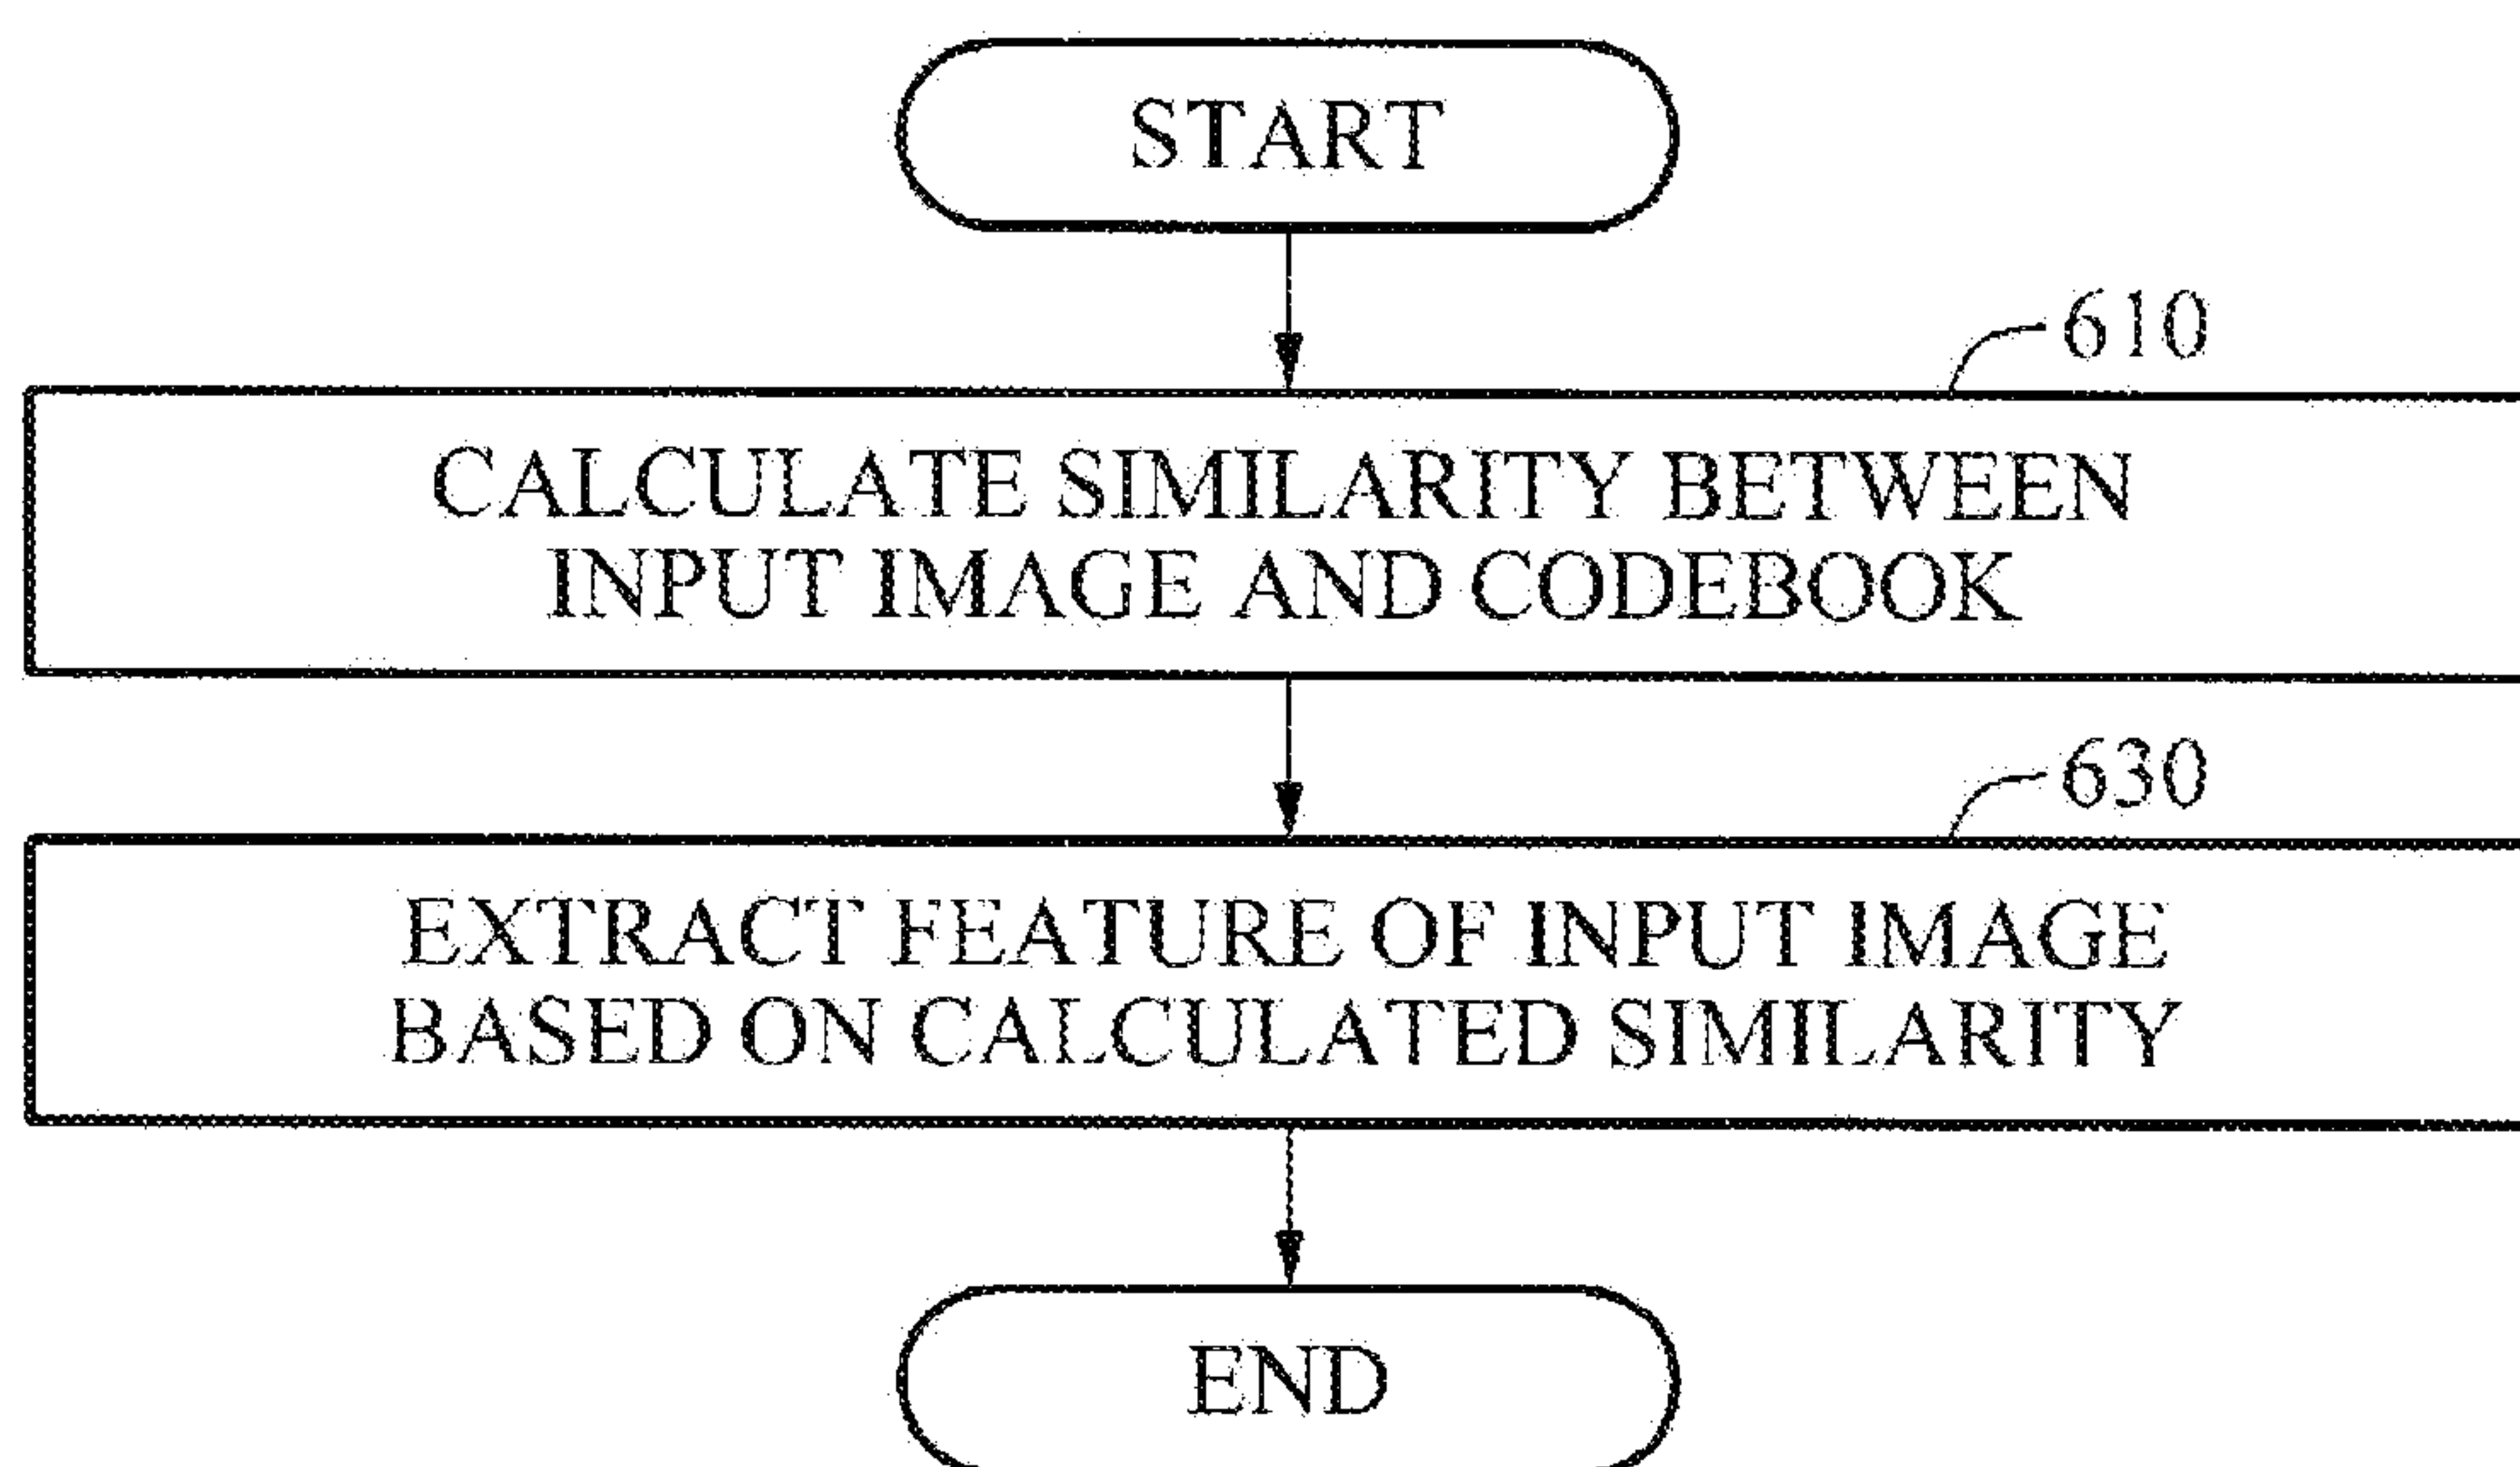 START
610
CALCULATE SIMILARITY BETWEEN
INPUT IMAGE AND CODEBOOK
630
EXTRACT FEATURE OF INPUT IMAGE
BASED ON CALCULATED SIMILARITY
END